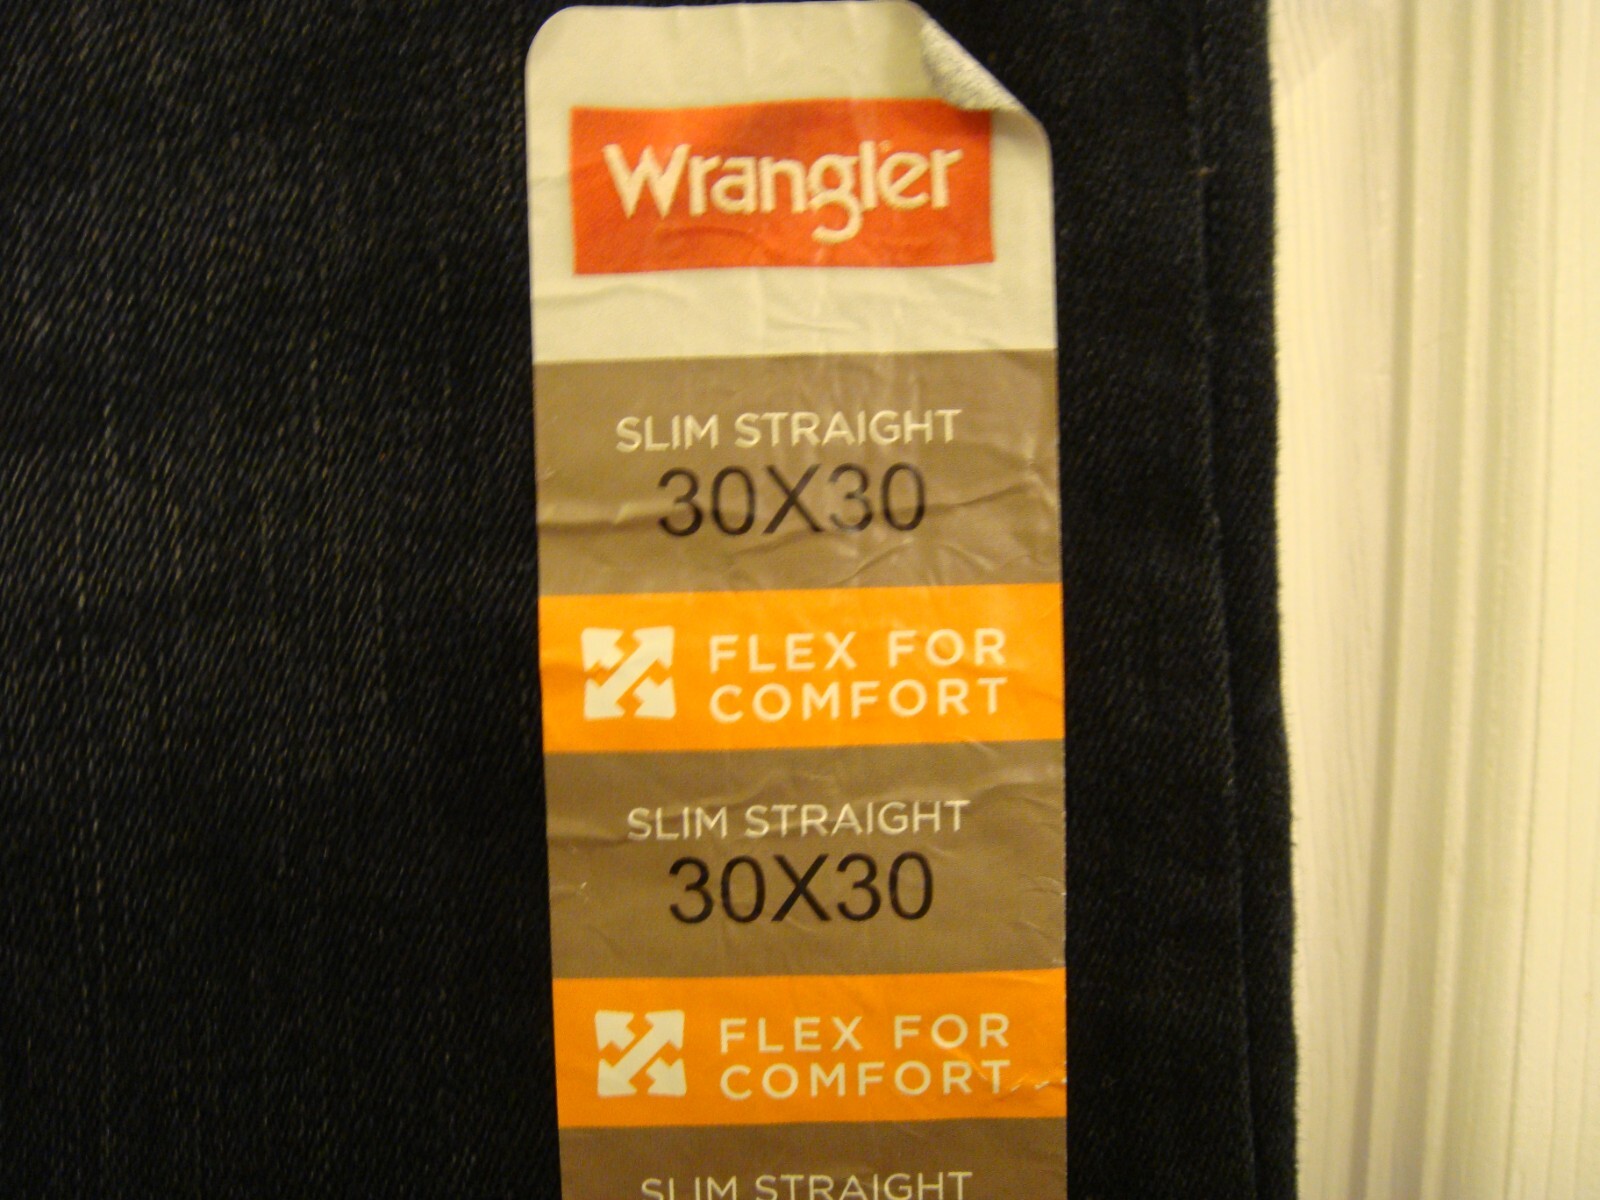 Wrangler
SLIM STRAIGHT
30X30
FLEX FOR
COMFORT
SLIM STRAIGHT
30X30
FLEX FOR
COMFORT
SLIM STRAIGHT